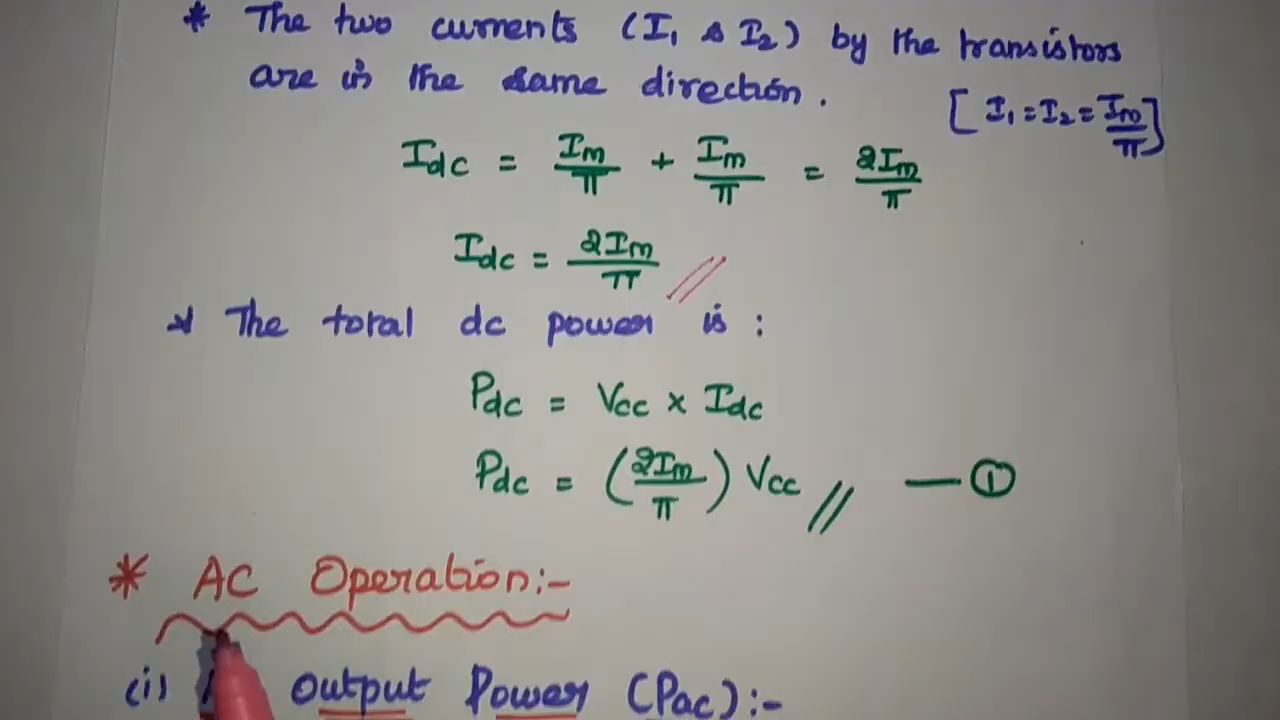 * The two currents (I₁ & I₂) by the transistors
are in the same direction.
[I₁ = I₂ = Im/π]
Idc = Im/π + Im/π = 2Im/π
Idc = 2Im/π //
* The total dc power is :
Pdc = Vcc × Idc
Pdc = (2Im/π) Vcc // — ①
* AC Operation:-
(i) output Power (Pac):-